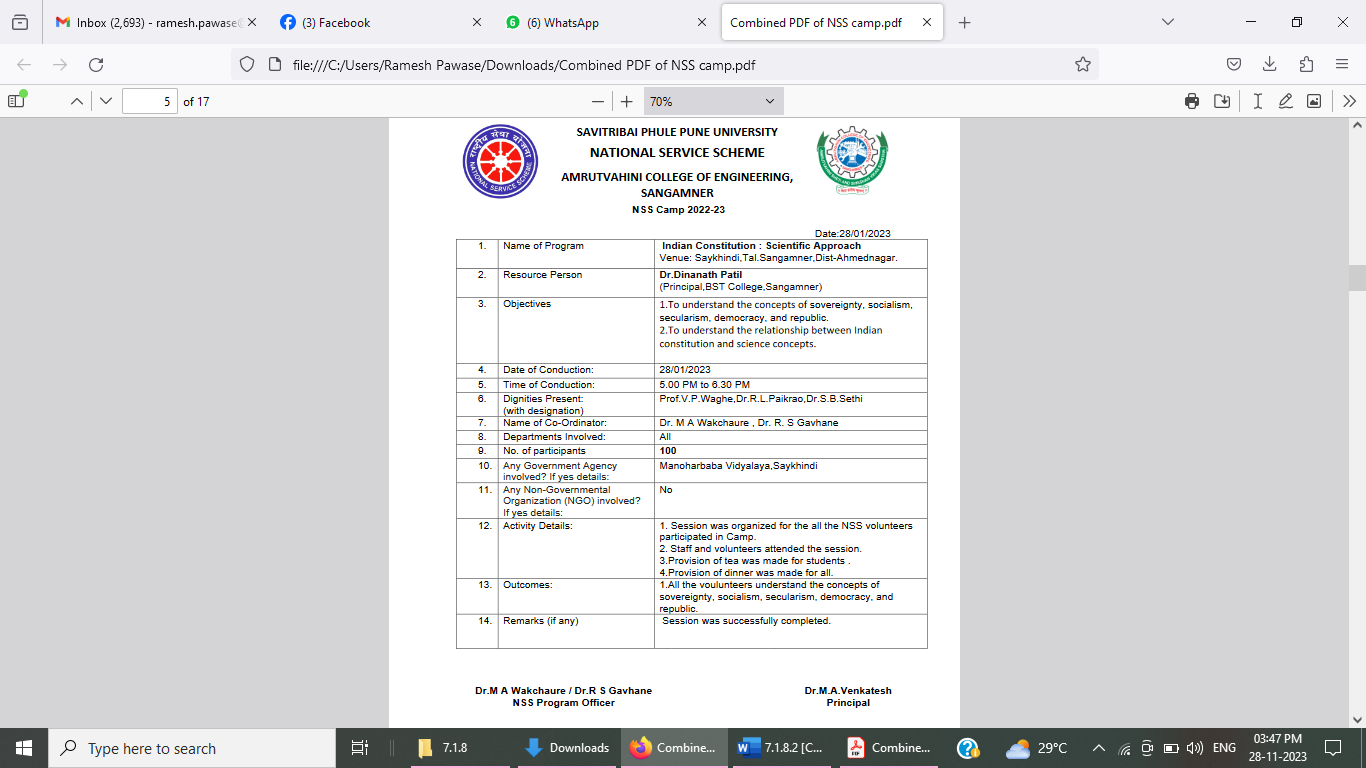 Inbox (2,693) - ramesh.pawase
(3) Facebook
(6) WhatsApp
Combined PDF of NSS camp.pdf
file:///C:/Users/Ramesh Pawase/Downloads/Combined PDF of NSS camp.pdf
5 of 17
70%
राष्ट्रीय सेवा योजना
NATIONAL SERVICE SCHEME
SAVITRIBAI PHULE PUNE UNIVERSITY
NATIONAL SERVICE SCHEME
AMRUTVAHINI COLLEGE OF ENGINEERING,
SANGAMNER
NSS Camp 2022-23
Date:28/01/2023
1. Name of Program Indian Constitution : Scientific Approach
Venue: Saykhindi,Tal.Sangamner,Dist-Ahmednagar.
2. Resource Person Dr.Dinanath Patil
(Principal,BST College,Sangamner)
3. Objectives 1.To understand the concepts of sovereignty, socialism,
secularism, democracy, and republic.
2.To understand the relationship between Indian
constitution and science concepts.
4. Date of Conduction: 28/01/2023
5. Time of Conduction: 5.00 PM to 6.30 PM
6. Dignities Present: Prof.V.P.Waghe,Dr.R.L.Paikrao,Dr.S.B.Sethi
(with designation)
7. Name of Co-Ordinator: Dr. M A Wakchaure , Dr. R. S Gavhane
8. Departments Involved: All
9. No. of participants 100
10. Any Government Agency Manoharbaba Vidyalaya,Saykhindi
involved? If yes details:
11. Any Non-Governmental No
Organization (NGO) involved?
If yes details:
12. Activity Details: 1. Session was organized for the all the NSS volunteers
participated in Camp.
2. Staff and volunteers attended the session.
3.Provision of tea was made for students .
4.Provision of dinner was made for all.
13. Outcomes: 1.All the voulunteers understand the concepts of
sovereignty, socialism, secularism, democracy, and
republic.
14. Remarks (if any) Session was successfully completed.
Dr.M A Wakchaure / Dr.R S Gavhane Dr.M.A.Venkatesh
NSS Program Officer Principal
Type here to search
7.1.8
Downloads
Combine...
7.1.8.2 [C...
Combine...
29°C
ENG
03:47 PM
28-11-2023